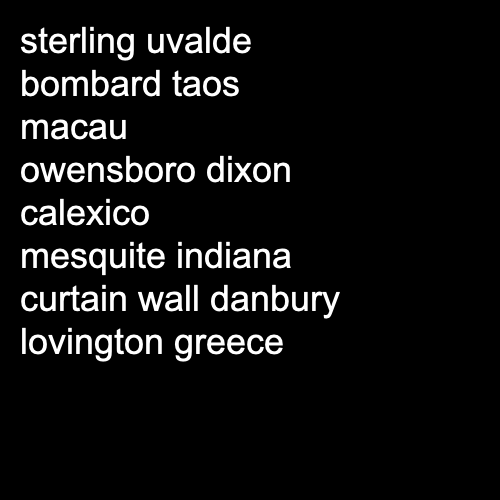 sterling uvalde
bombard taos
macau
owensboro dixon
calexico
mesquite indiana
curtain wall danbury
lovington greece